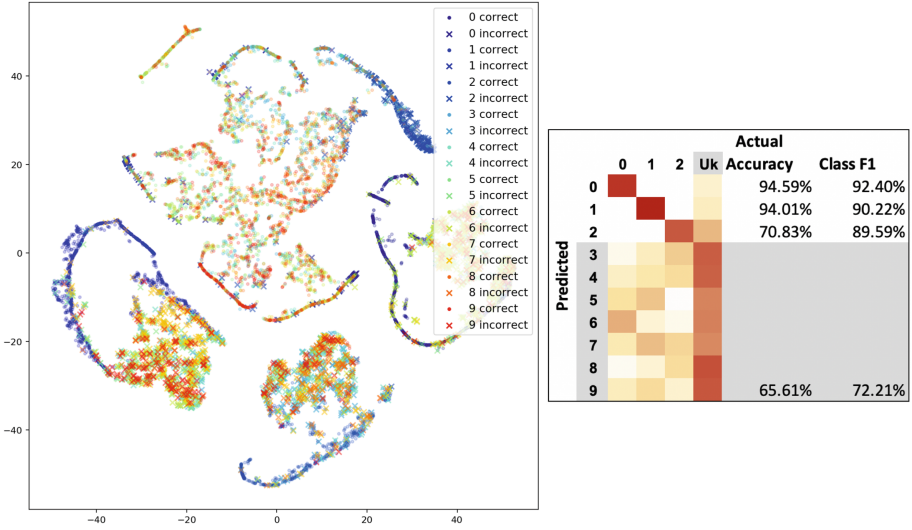 0 correct
0 incorrect
1 correct
1 incorrect
2 correct
2 incorrect
3 correct
3 incorrect
4 correct
4 incorrect
5 correct
5 incorrect
6 correct
6 incorrect
7 correct
7 incorrect
8 correct
8 incorrect
9 correct
9 incorrect
40
20
0
−20
−40
−40 −20 0 20 40
Actual
0 1 2 Uk Accuracy Class F1
Predicted
0 94.59% 92.40%
1 94.01% 90.22%
2 70.83% 89.59%
3
4
5
6
7
8
9 65.61% 72.21%